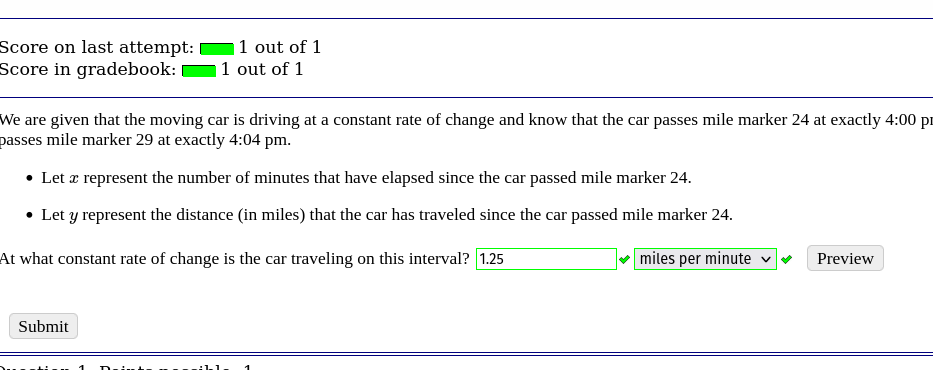 Score on last attempt: 1 out of 1
Score in gradebook: 1 out of 1
We are given that the moving car is driving at a constant rate of change and know that the car passes mile marker 24 at exactly 4:00
passes mile marker 29 at exactly 4:04 pm.
• Let x represent the number of minutes that have elapsed since the car passed mile marker 24.
• Let y represent the distance (in miles) that the car has traveled since the car passed mile marker 24.
At what constant rate of change is the car traveling on this interval? 1.25 miles per minute Preview
Submit
Question 1. Points possible: 1